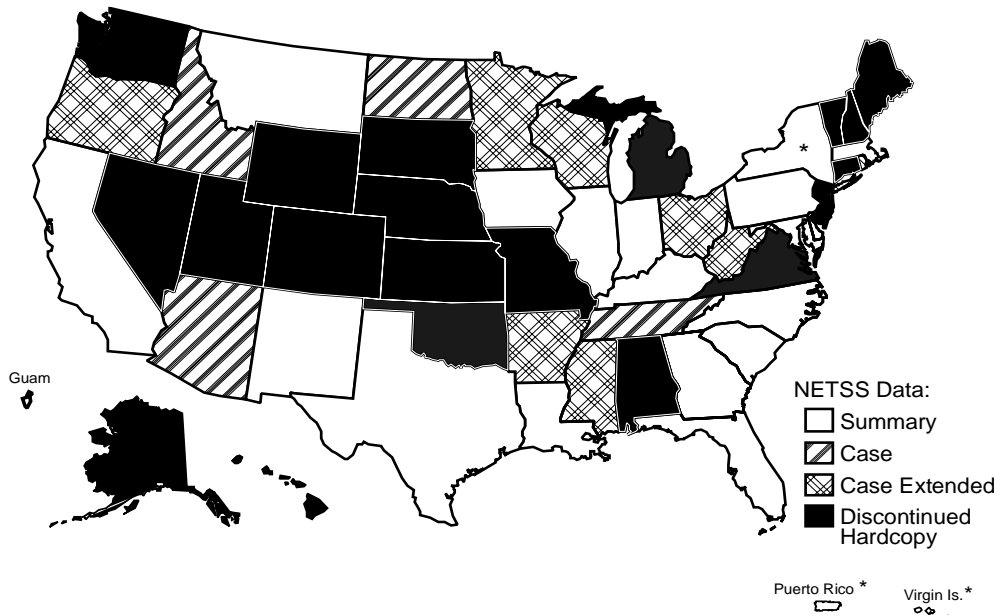 *
Guam
NETSS Data:
Summary
Case
Case Extended
Discontinued
Hardcopy
Puerto Rico *
Virgin Is.*